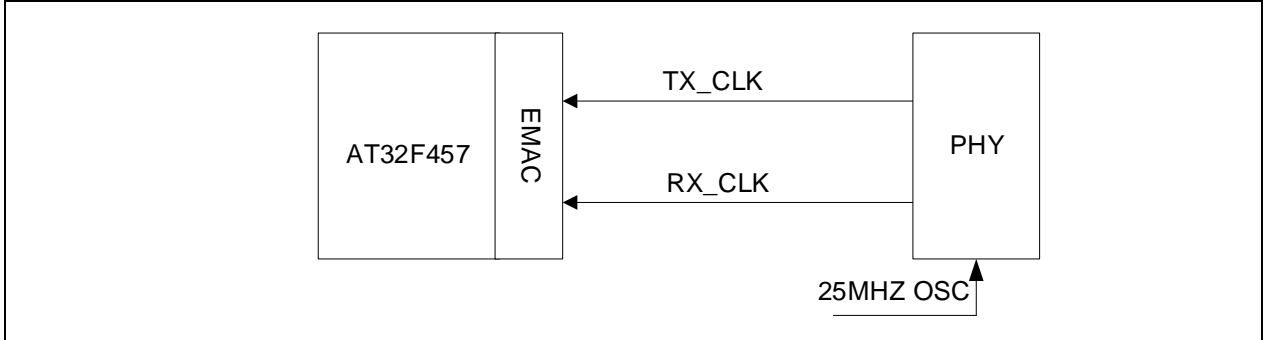 TX_CLK
AT32F457
EMAC
PHY
RX_CLK
25MHZ OSC